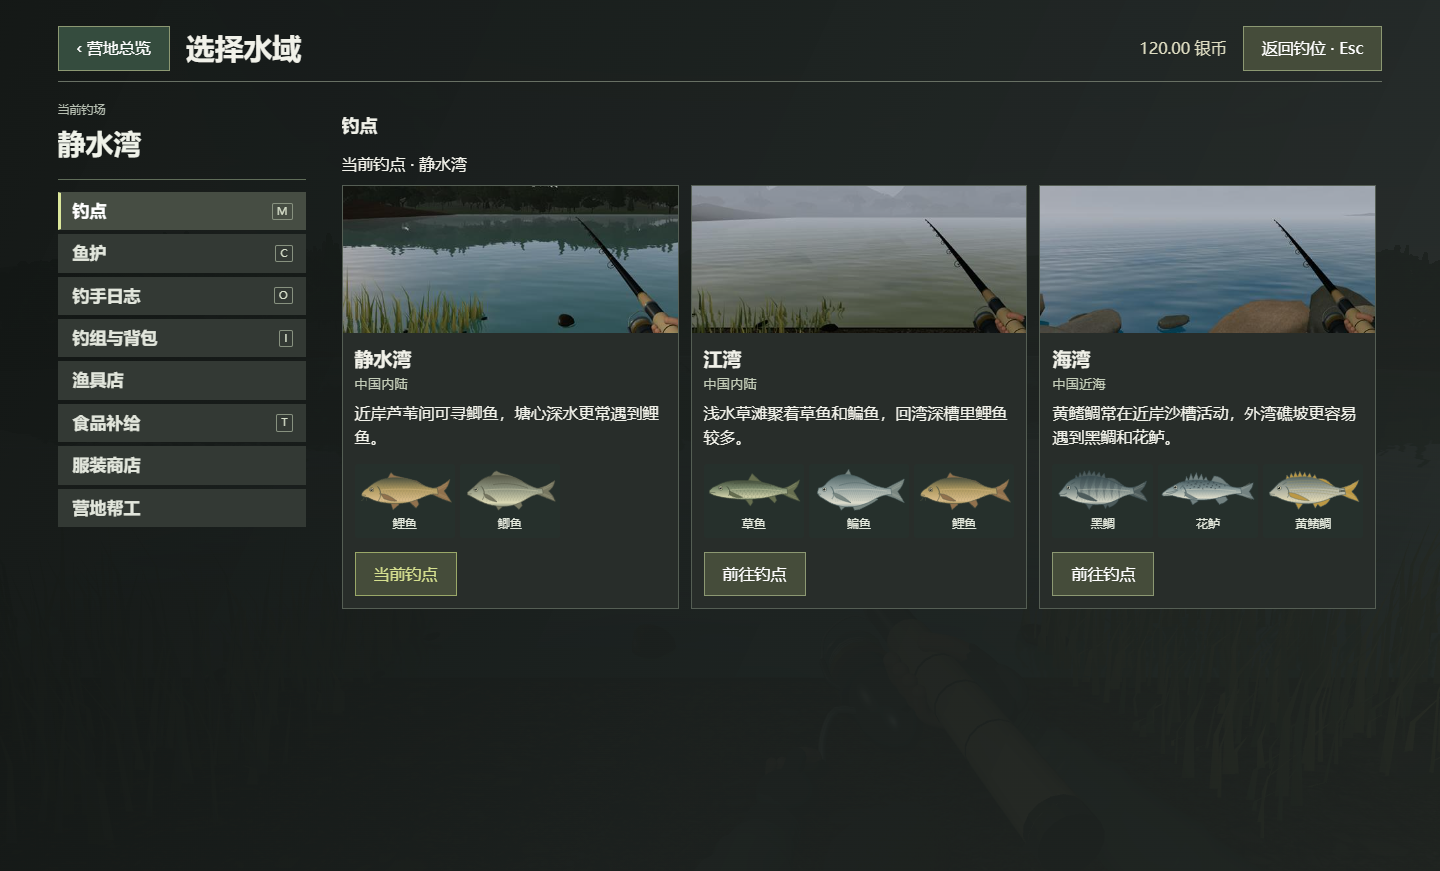 ‹ 营地总览
选择水域
120.00 银币
返回钓位 · Esc
当前钓场
静水湾
钓点 M
鱼护 C
钓手日志 O
钓组与背包 I
渔具店
食品补给 T
服装商店
营地帮工
钓点
当前钓点 · 静水湾
静水湾
中国内陆
近岸芦苇间可寻鲫鱼，塘心深水更常遇到鲤
鱼。
鲤鱼
鲫鱼
当前钓点
江湾
中国内陆
浅水草滩聚着草鱼和鳊鱼，回湾深槽里鲤鱼
较多。
草鱼
鳊鱼
鲤鱼
前往钓点
海湾
中国近海
黄鳍鲷常在近岸沙槽活动，外湾礁坡更容易
遇到黑鲷和花鲈。
黑鲷
花鲈
黄鳍鲷
前往钓点